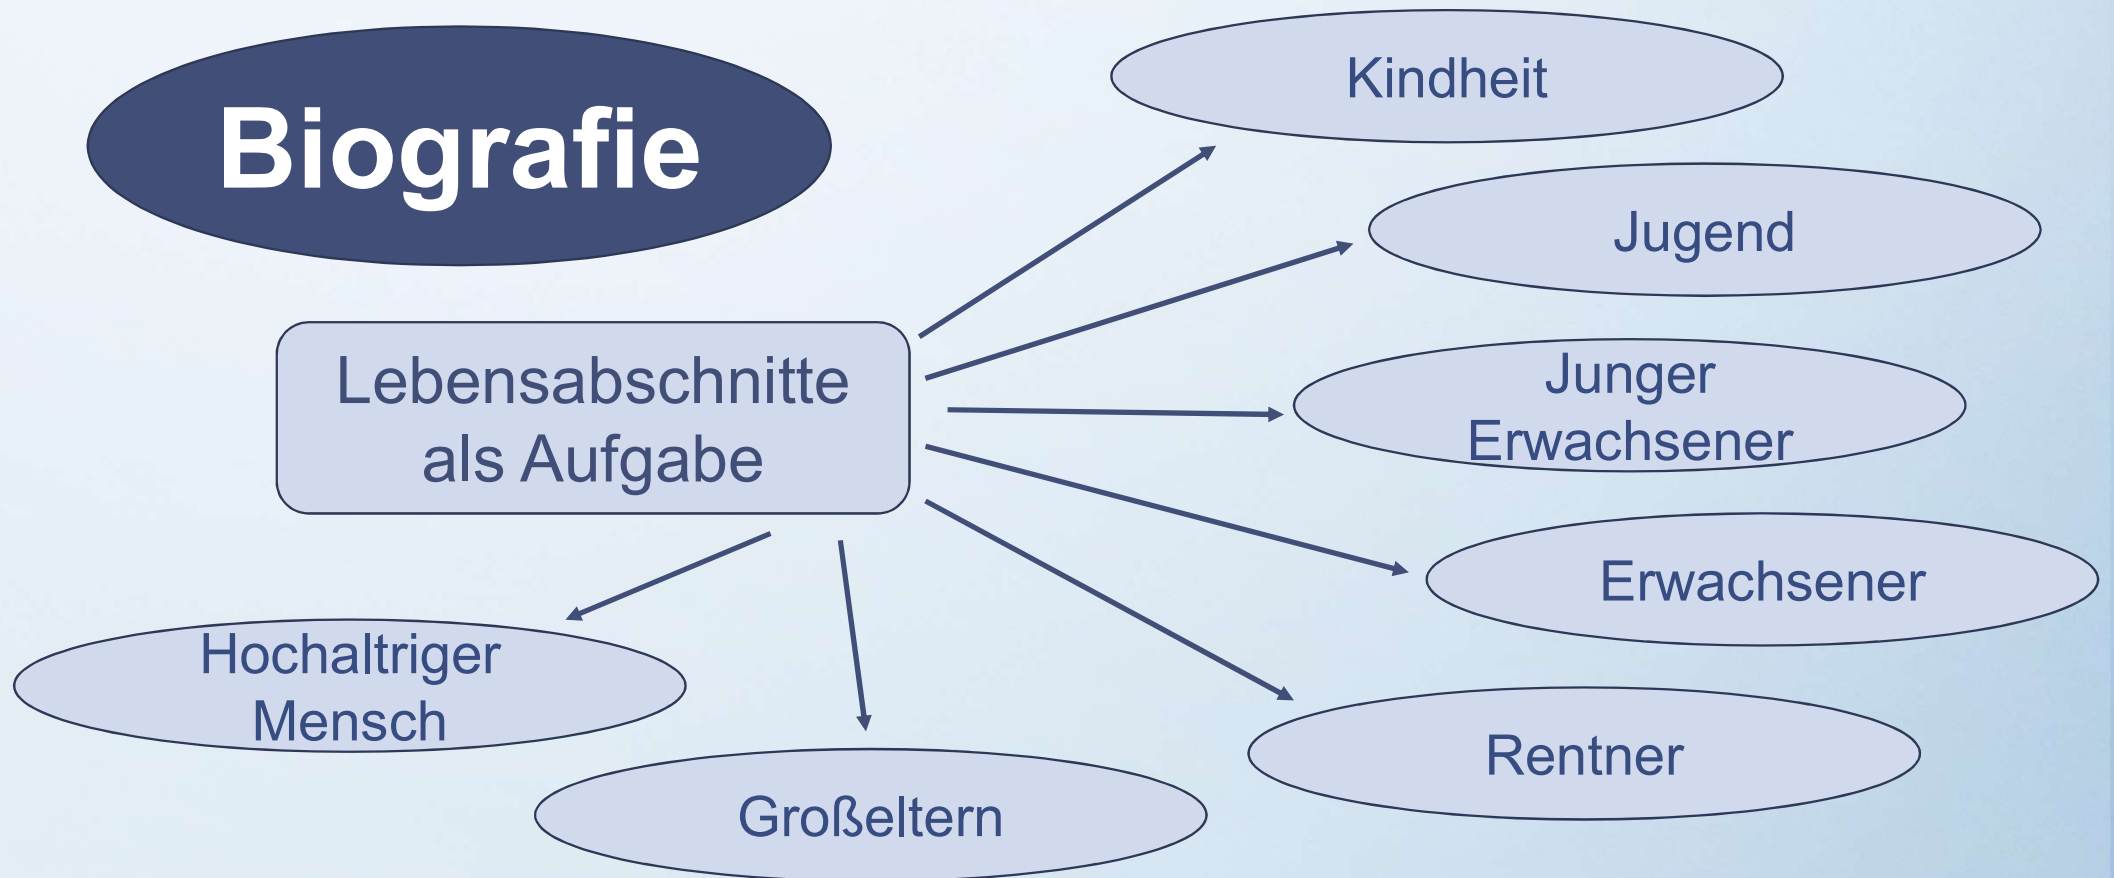 Biografie
Lebensabschnitte
als Aufgabe
Kindheit
Jugend
Junger
Erwachsener
Erwachsener
Rentner
Großeltern
Hochaltriger
Mensch